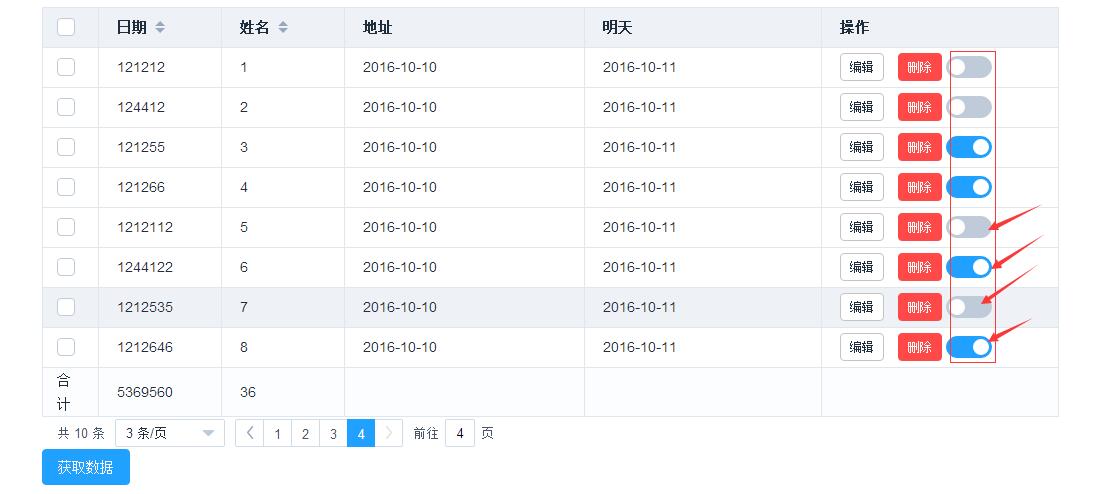 日期 姓名 地址 明天 操作
121212 1 2016-10-10 2016-10-11 编辑 删除
124412 2 2016-10-10 2016-10-11 编辑 删除
121255 3 2016-10-10 2016-10-11 编辑 删除
121266 4 2016-10-10 2016-10-11 编辑 删除
1212112 5 2016-10-10 2016-10-11 编辑 删除
1244122 6 2016-10-10 2016-10-11 编辑 删除
1212535 7 2016-10-10 2016-10-11 编辑 删除
1212646 8 2016-10-10 2016-10-11 编辑 删除
合计 5369560 36
共 10 条 3 条/页 1 2 3 4 前往 4 页
获取数据